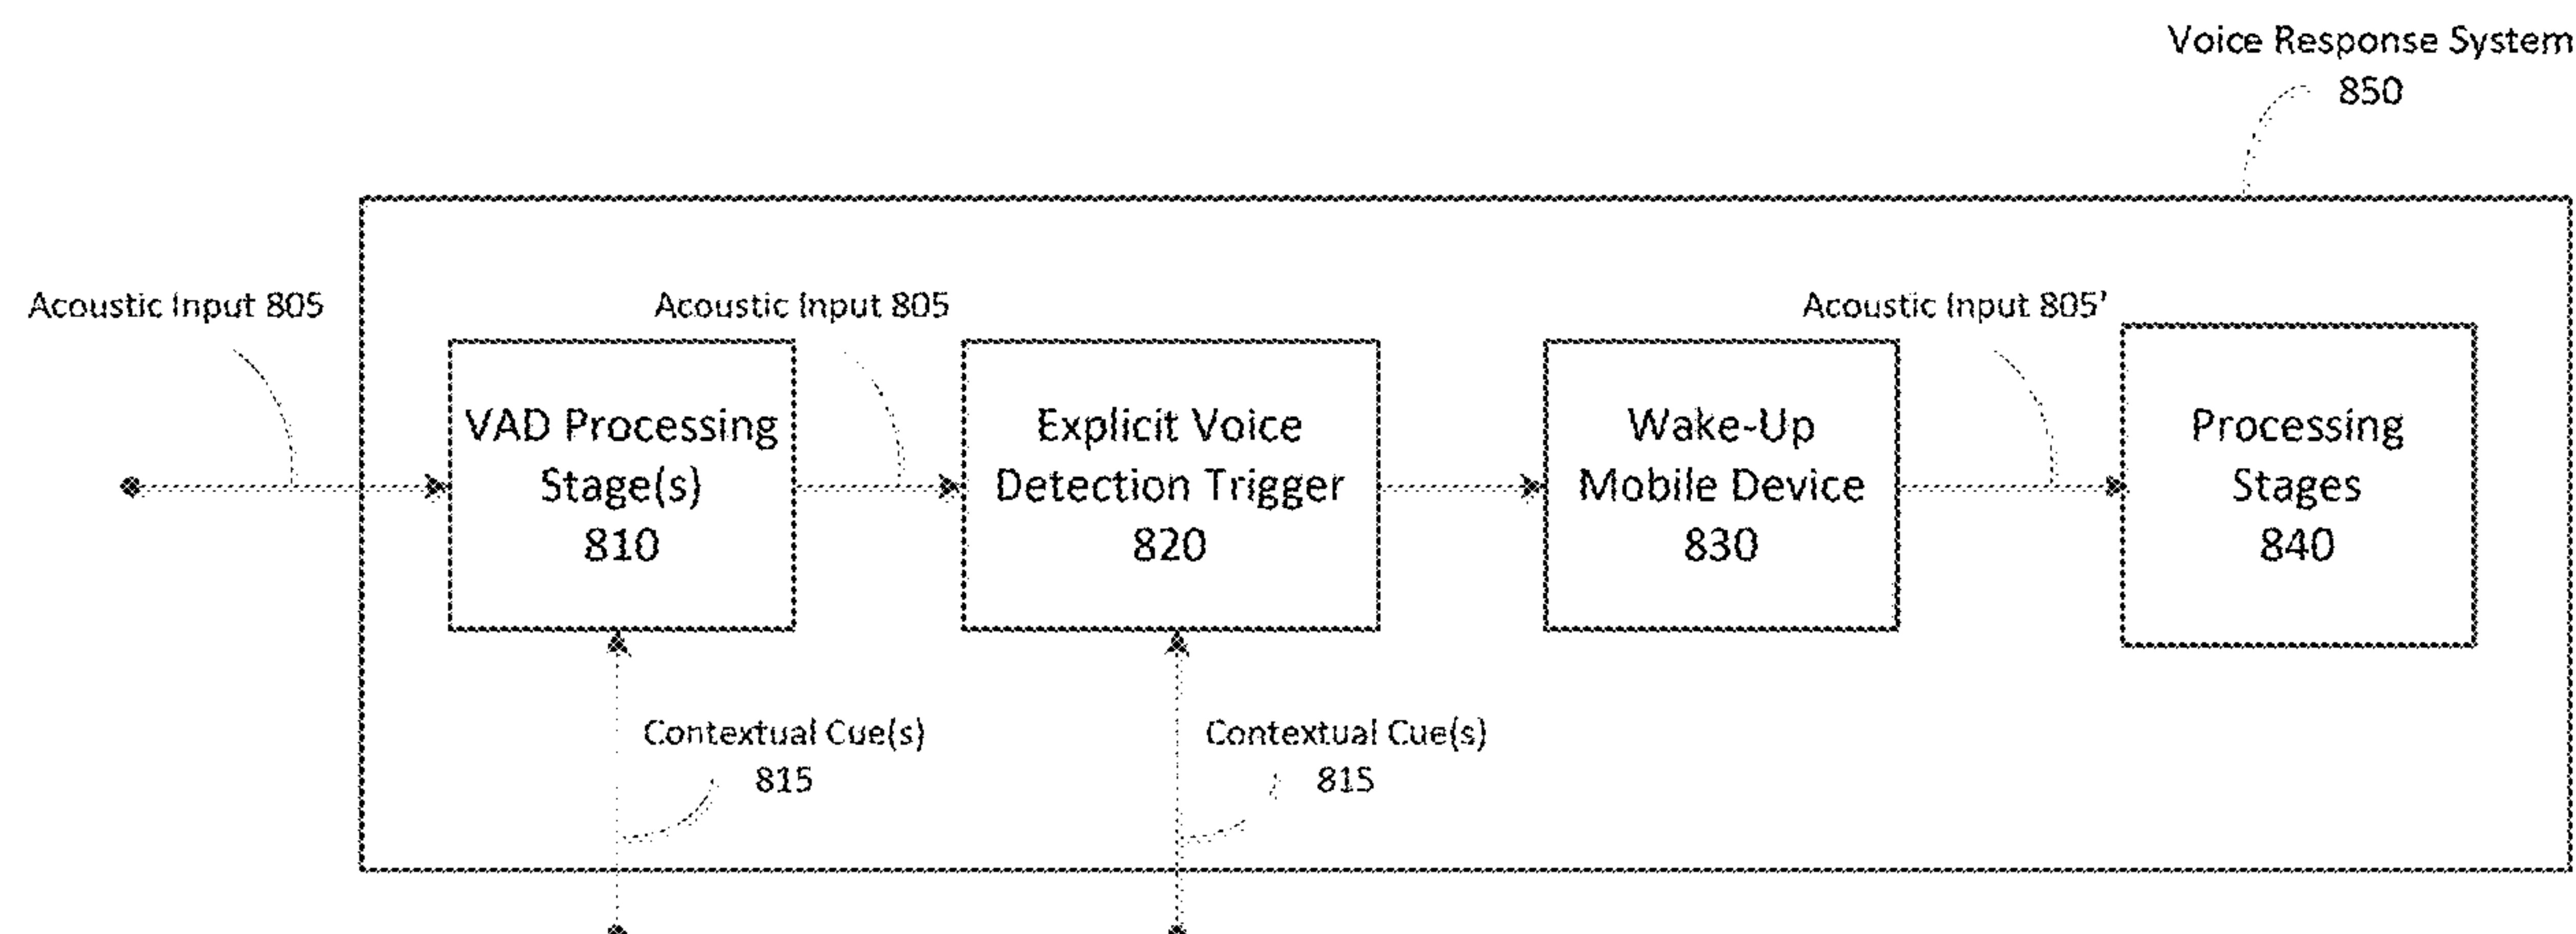 Voice Response System
850
Acoustic Input 805
Acoustic Input 805
Acoustic Input 805'
VAD Processing
Stage(s)
810
Explicit Voice
Detection Trigger
820
Wake-Up
Mobile Device
830
Processing
Stages
840
Contextual Cue(s)
815
Contextual Cue(s)
815